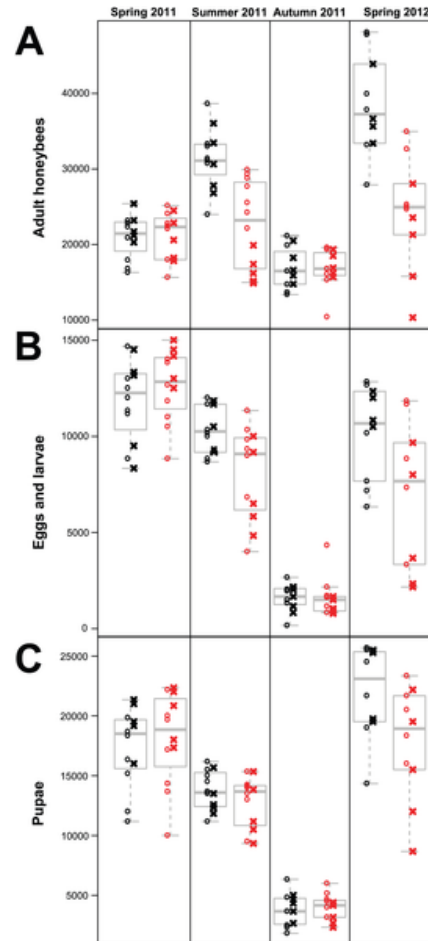 Spring 2011 Summer 2011 Autumn 2011 Spring 2012
A
Adult honeybees
40000
30000
20000
10000
B
Eggs and larvae
15000
10000
5000
0
C
Pupae
25000
20000
15000
10000
5000